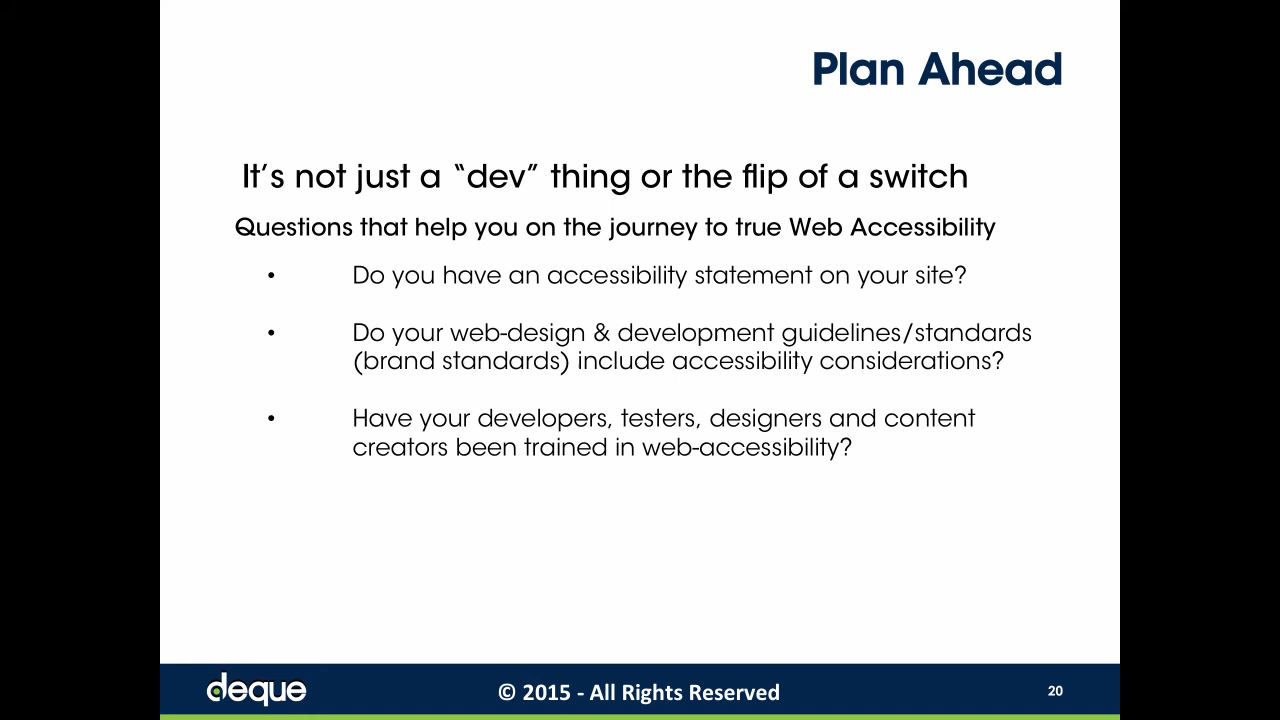 Plan Ahead
It’s not just a “dev” thing or the flip of a switch
Questions that help you on the journey to true Web Accessibility
• Do you have an accessibility statement on your site?
• Do your web-design & development guidelines/standards
(brand standards) include accessibility considerations?
• Have your developers, testers, designers and content
creators been trained in web-accessibility?
deque
© 2015 - All Rights Reserved
20